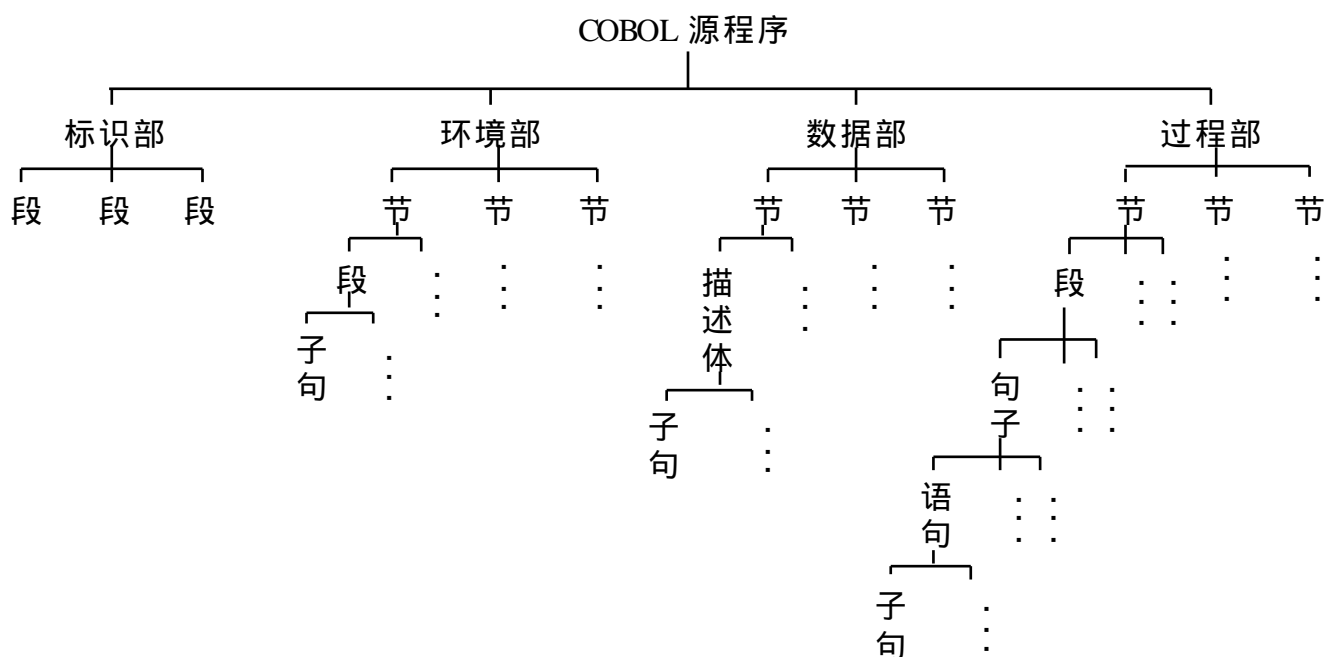 COBOL 源程序
标识部 环境部 数据部 过程部
段 段 段 节 节 节 节 节 节 节 节 节
段 描述体 段
子句 子句 句子
语句
子句